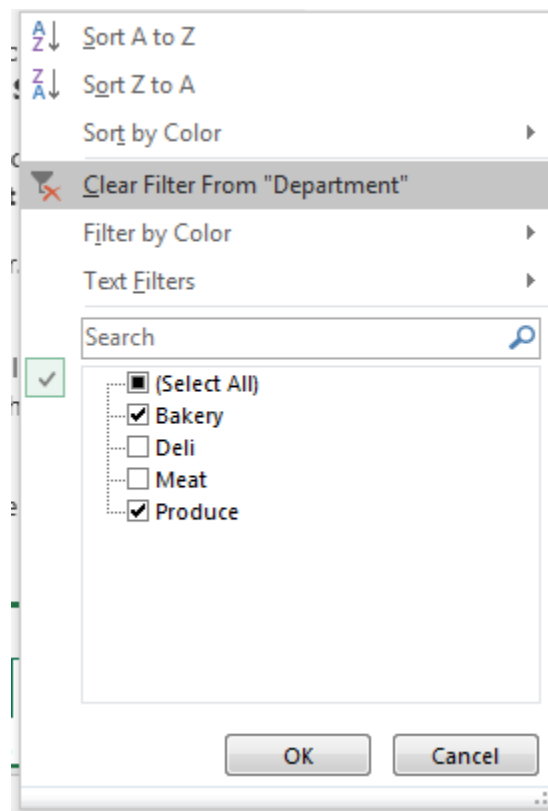 Sort A to Z
Sort Z to A
Sort by Color
Clear Filter From "Department"
Filter by Color
Text Filters
Search
(Select All)
Bakery
Deli
Meat
Produce
OK
Cancel